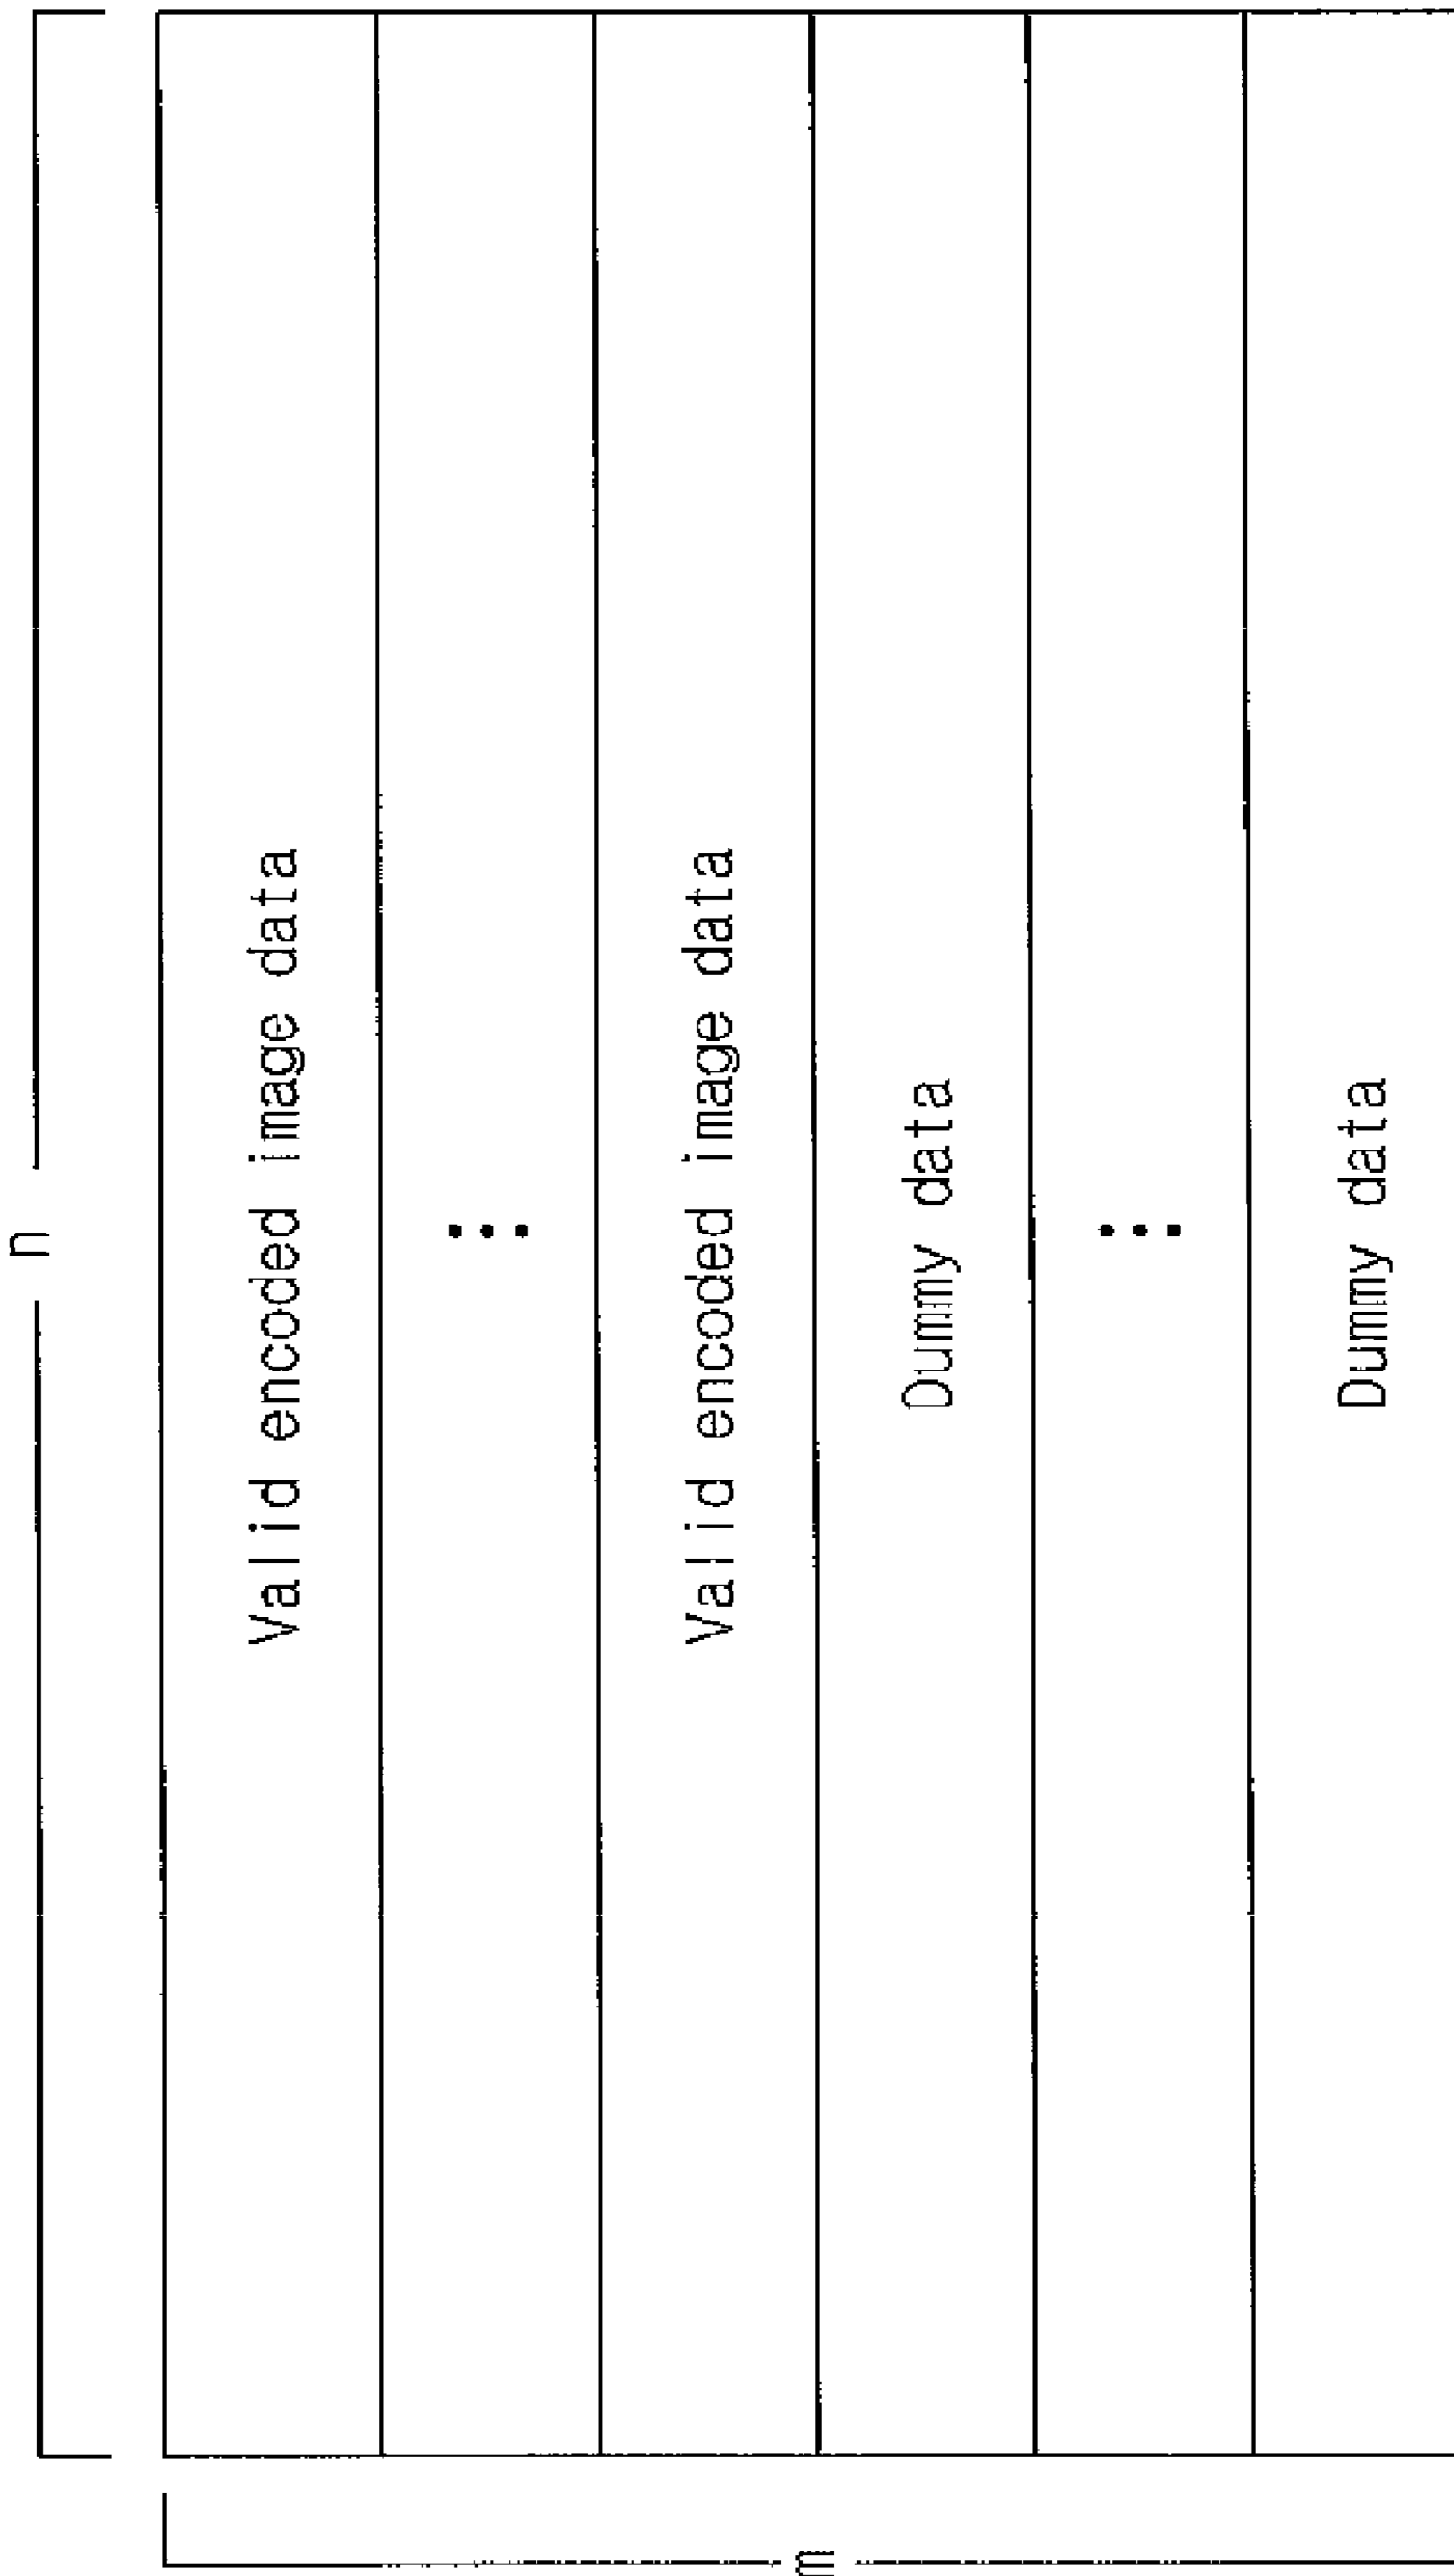 n
m
Valid encoded image data
...
Valid encoded image data
Dummy data
...
Dummy data